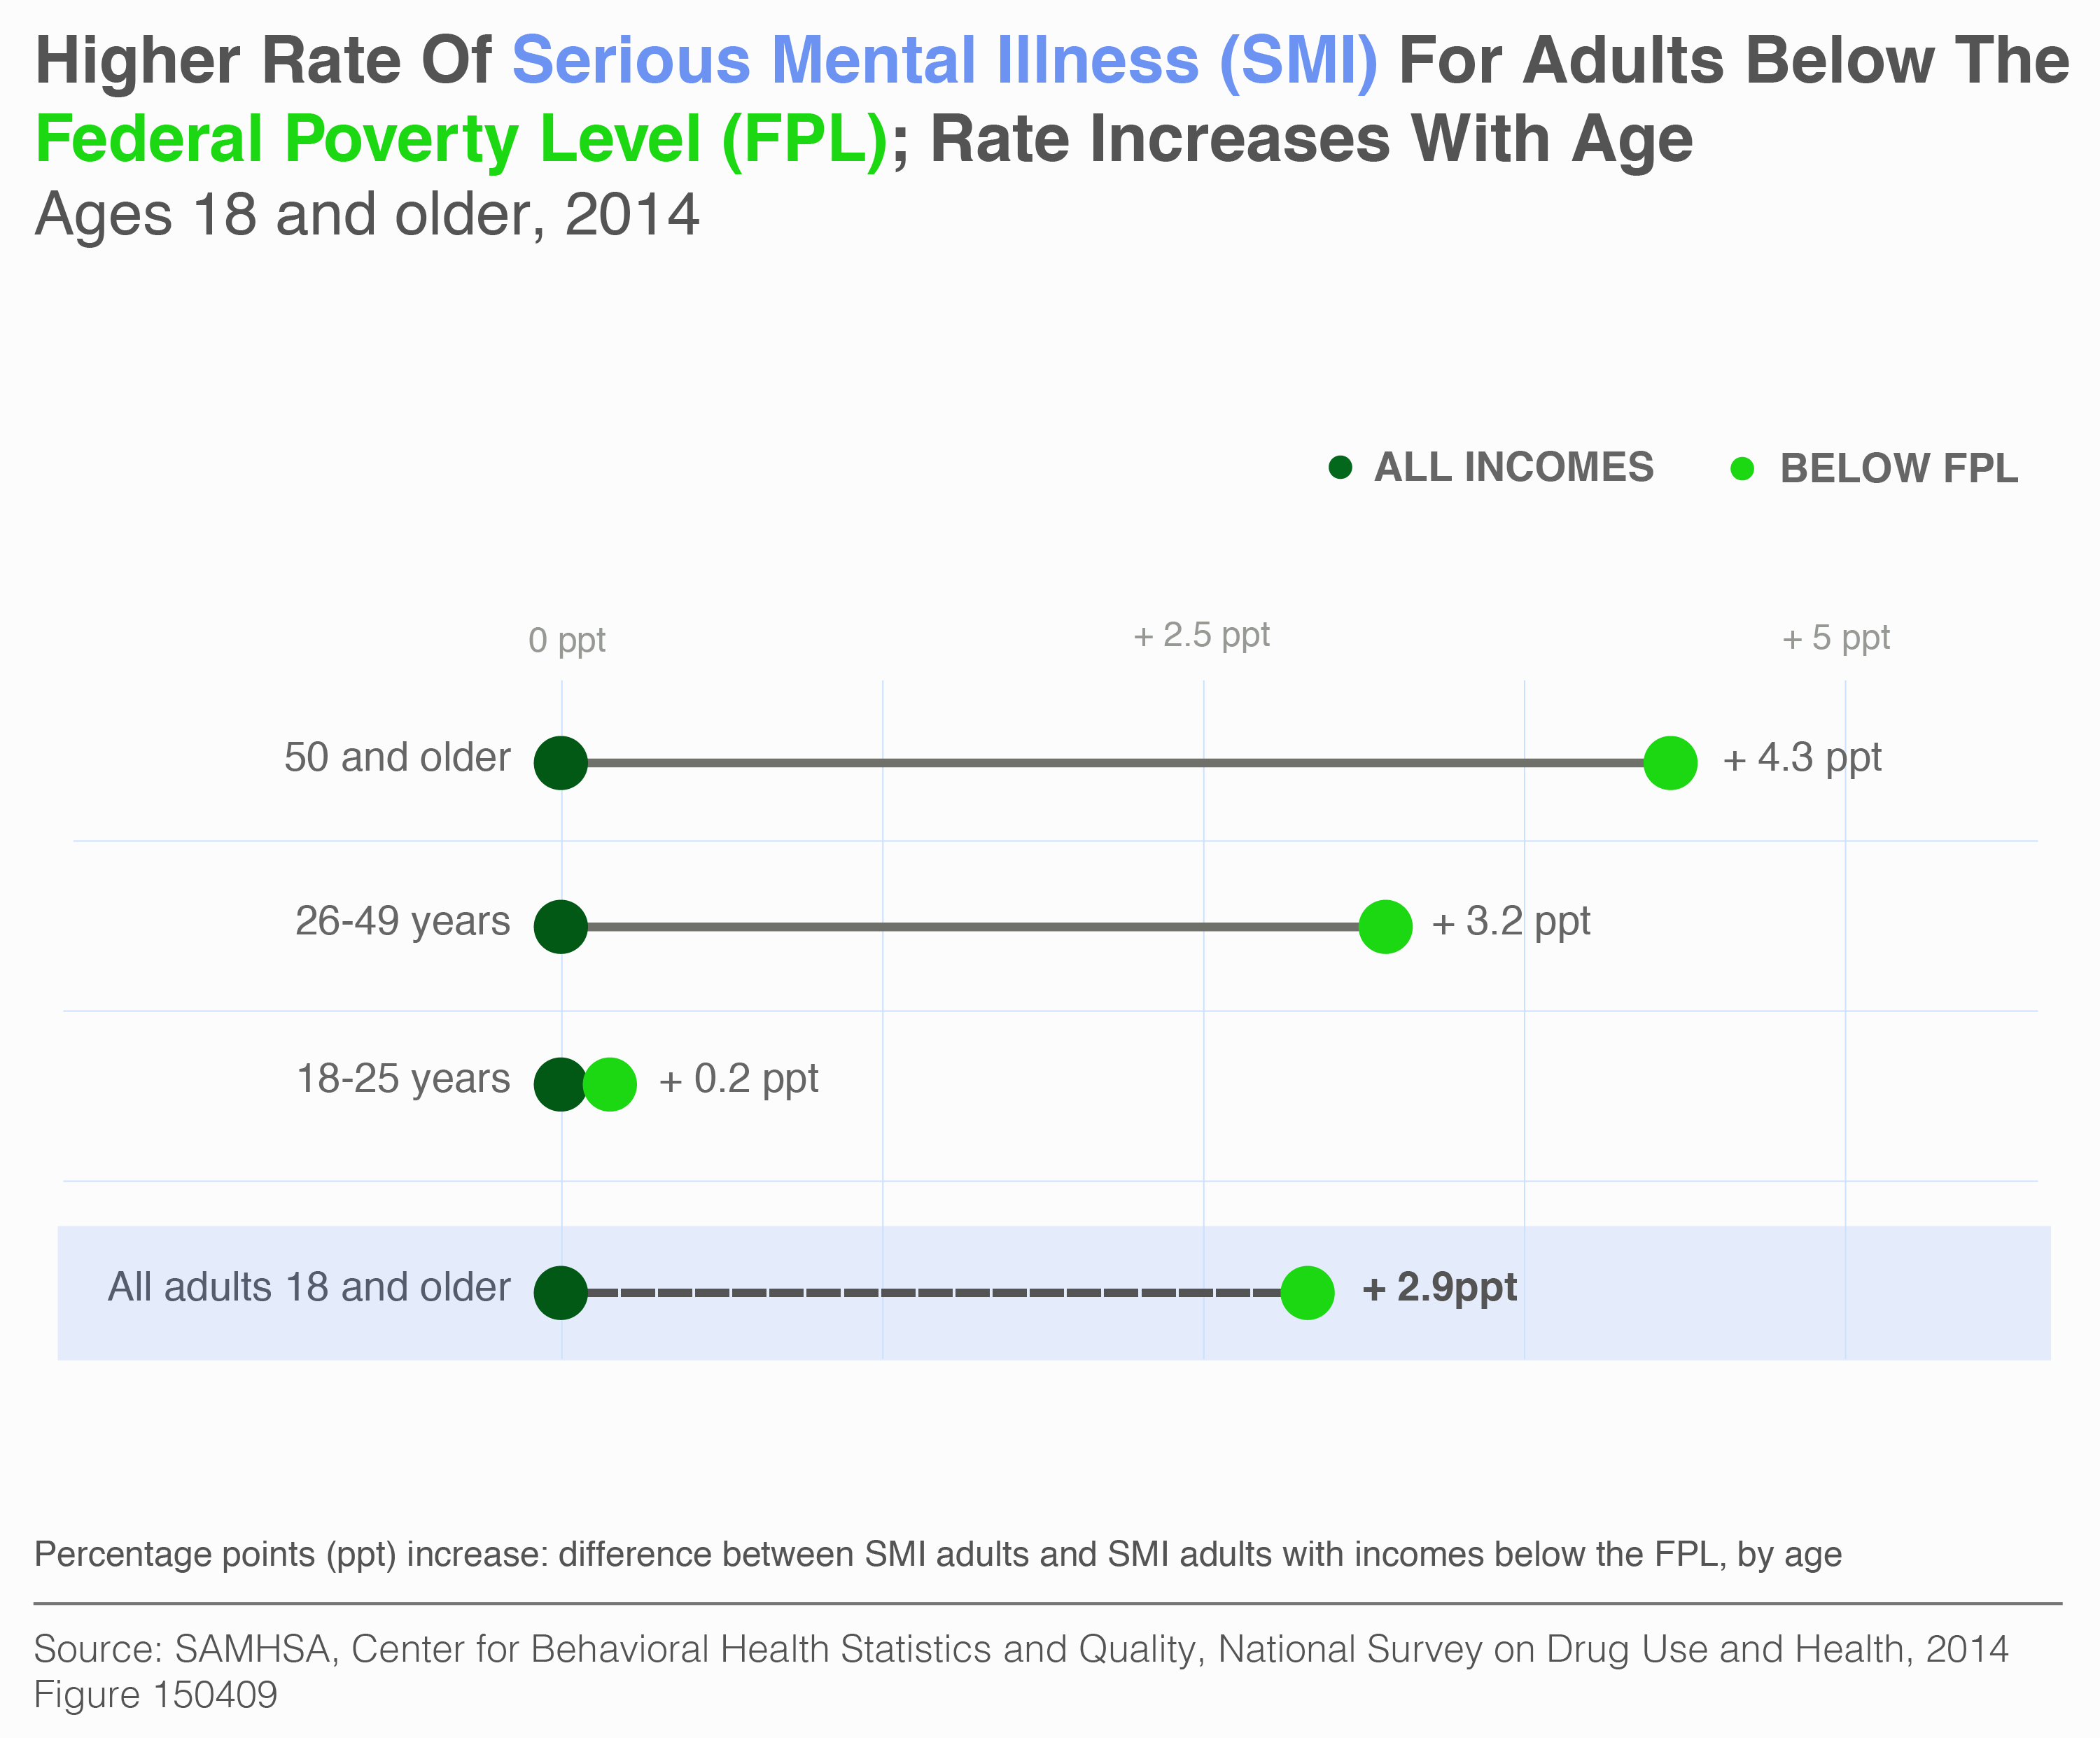 Higher Rate Of Serious Mental Illness (SMI) For Adults Below The
Federal Poverty Level (FPL); Rate Increases With Age
Ages 18 and older, 2014
ALL INCOMES
BELOW FPL
0 ppt
+ 2.5 ppt
+ 5 ppt
50 and older
+ 4.3 ppt
26-49 years
+ 3.2 ppt
18-25 years
+ 0.2 ppt
All adults 18 and older
+ 2.9ppt
Percentage points (ppt) increase: difference between SMI adults and SMI adults with incomes below the FPL, by age
Source: SAMHSA, Center for Behavioral Health Statistics and Quality, National Survey on Drug Use and Health, 2014
Figure 150409